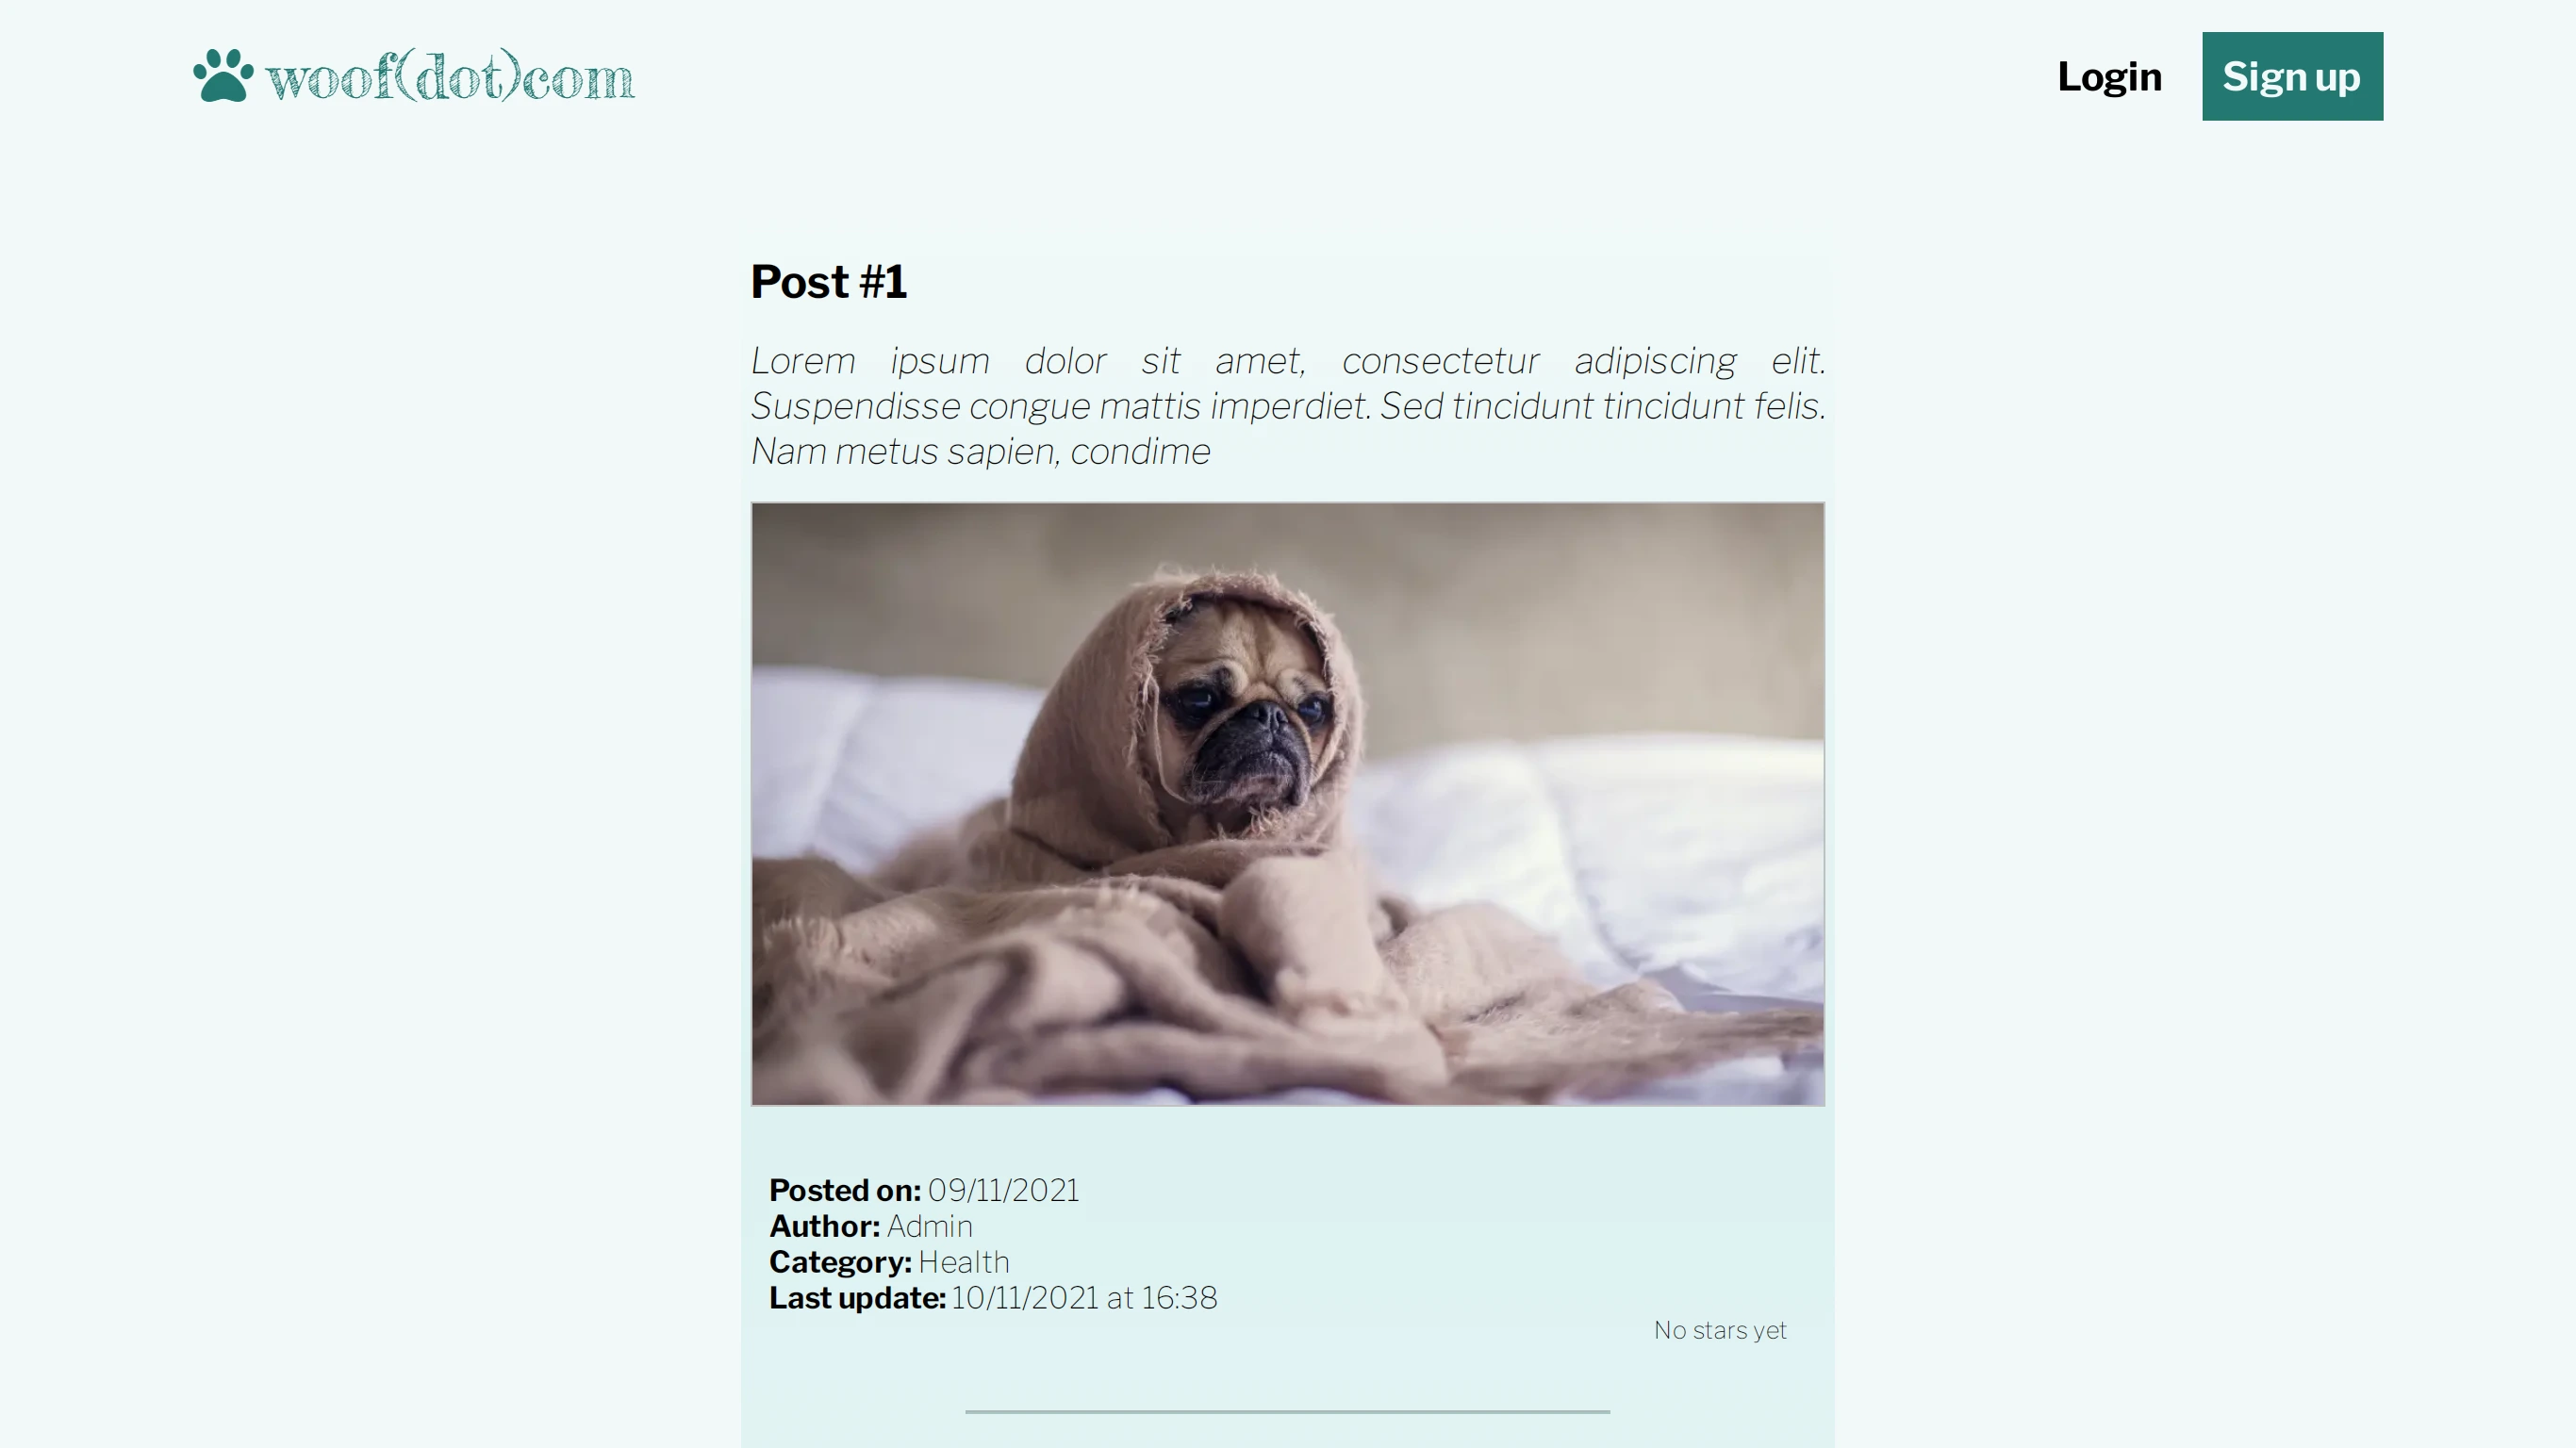 woof(dot)com
Login
Sign up
Post #1
Lorem ipsum dolor sit amet, consectetur adipiscing elit.
Suspendisse congue mattis imperdiet. Sed tincidunt tincidunt felis.
Nam metus sapien, condime
Posted on: 09/11/2021
Author: Admin
Category: Health
Last update: 10/11/2021 at 16:38
No stars yet